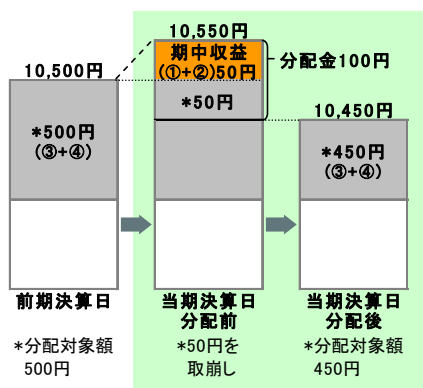 10,550円
期中収益
(①+②)50円
*50円
分配金100円
10,500円
*500円
(③+④)
10,450円
*450円
(③+④)
前期決算日
当期決算日
分配前
当期決算日
分配後
*分配対象額
500円
*50円を
取崩し
*分配対象額
450円